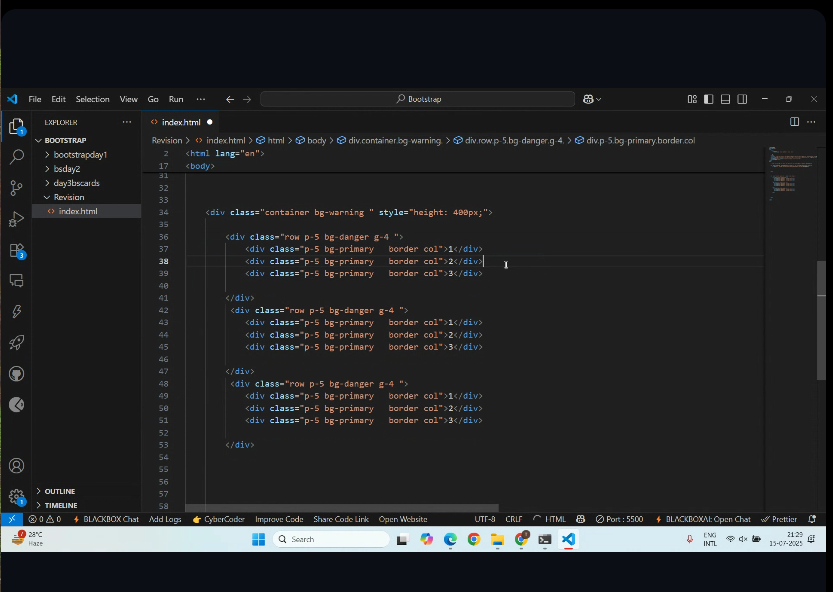 File Edit Selection View Go Run ··· Bootstrap
EXPLORER ··· index.html
BOOTSTRAP
bootstrapday1
bsday2
day3bscards
Revision
index.html
OUTLINE
TIMELINE
Revision > index.html > html > body > div.container.bg-warning. > div.row.p-5.bg-danger.g-4. > div.p-5.bg-primary.border.col
2 <html lang="en">
17 <body>
31
32
33
34 <div class="container bg-warning " style="height: 400px;">
35
36 <div class="row p-5 bg-danger g-4 ">
37 <div class="p-5 bg-primary   border col">1</div>
38 <div class="p-5 bg-primary   border col">2</div>
39 <div class="p-5 bg-primary   border col">3</div>
40
41 </div>
42 <div class="row p-5 bg-danger g-4 ">
43 <div class="p-5 bg-primary   border col">1</div>
44 <div class="p-5 bg-primary   border col">2</div>
45 <div class="p-5 bg-primary   border col">3</div>
46
47 </div>
48 <div class="row p-5 bg-danger g-4 ">
49 <div class="p-5 bg-primary   border col">1</div>
50 <div class="p-5 bg-primary   border col">2</div>
51 <div class="p-5 bg-primary   border col">3</div>
52
53 </div>
54
55
56
57
58
0 0 BLACKBOX Chat Add Logs CyberCoder Improve Code Share Code Link Open Website UTF-8 CRLF HTML Port : 5500 BLACKBOXAI: Open Chat Prettier
28°C
Haze
Search
ENG
INTL
21:29
15-07-2025